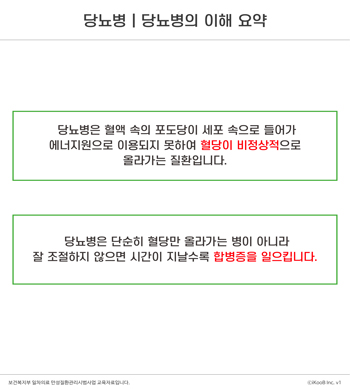 당뇨병 | 당뇨병의 이해 요약
당뇨병은 혈액 속의 포도당이 세포 속으로 들어가
에너지원으로 이용되지 못하여 혈당이 비정상적으로
올라가는 질환입니다.
당뇨병은 단순히 혈당만 올라가는 병이 아니라
잘 조절하지 않으면 시간이 지날수록 합병증을 일으킵니다.
보건복지부 일차의료 만성질환관리시범사업 교육자료입니다.
ⓒiKooB Inc. v1